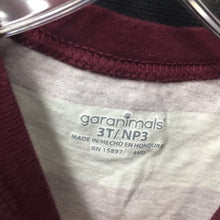 garanimals
3T/NP3
MADE IN/HECHO EN HONDURAS
RN 15897